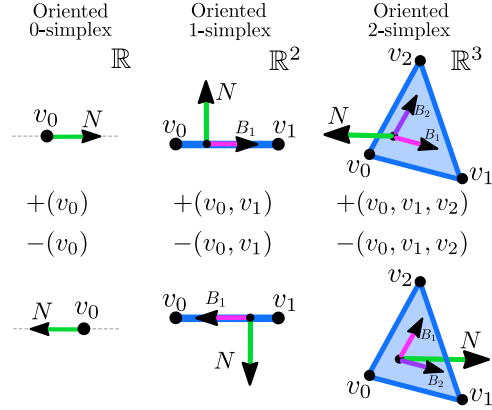 Oriented 0-simplex
Oriented 1-simplex
Oriented 2-simplex
ℝ
ℝ²
ℝ³
v₀ N
N
v₀ B₁ v₁
v₂
B₂
N B₁
v₀
v₁
+(v₀) +(v₀, v₁) +(v₀, v₁, v₂)
−(v₀) −(v₀, v₁) −(v₀, v₁, v₂)
N v₀
v₀ B₁ v₁
N
v₂
B₁
N
B₂
v₀
v₁